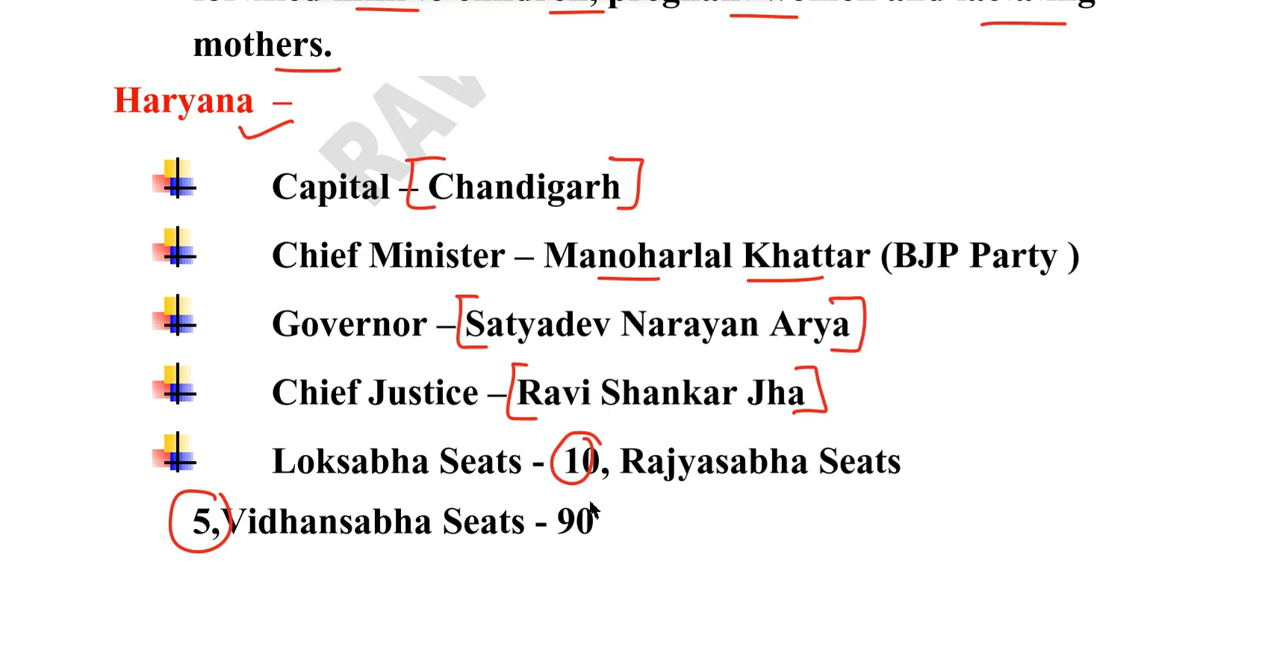 mothers.
Haryana –
Capital – Chandigarh
Chief Minister – Manoharlal Khattar (BJP Party )
Governor – Satyadev Narayan Arya
Chief Justice – Ravi Shankar Jha
Loksabha Seats - 10, Rajyasabha Seats
5,Vidhansabha Seats - 90
RAV